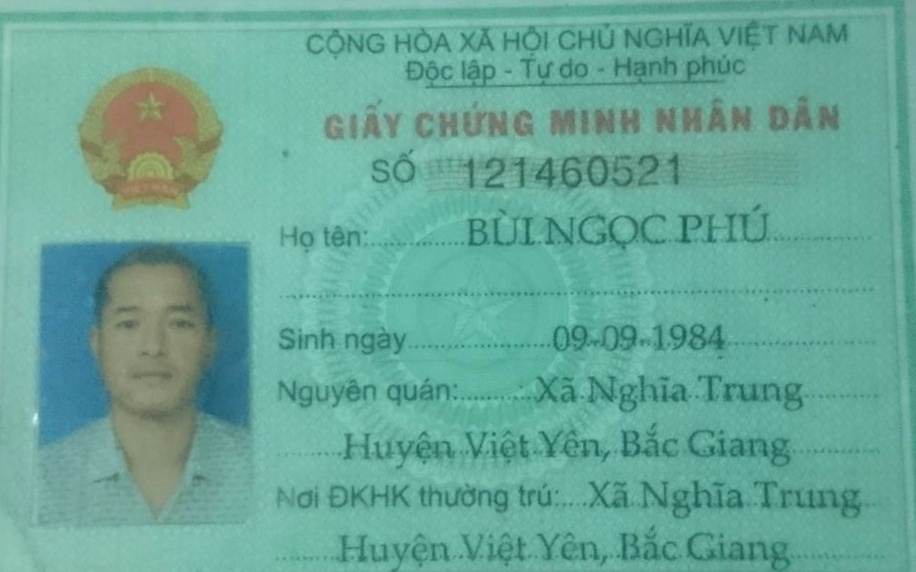 CỘNG HÒA XÃ HỘI CHỦ NGHĨA VIỆT NAM
Độc lập - Tự do - Hạnh phúc
GIẤY CHỨNG MINH NHÂN DÂN
SỐ 121460521
Họ tên: BÙI NGỌC PHÚ
Sinh ngày 09-09-1984
Nguyên quán: Xã Nghĩa Trung
Huyện Việt Yên, Bắc Giang
Nơi ĐKHK thường trú: Xã Nghĩa Trung
Huyện Việt Yên, Bắc Giang
VIỆT NAM